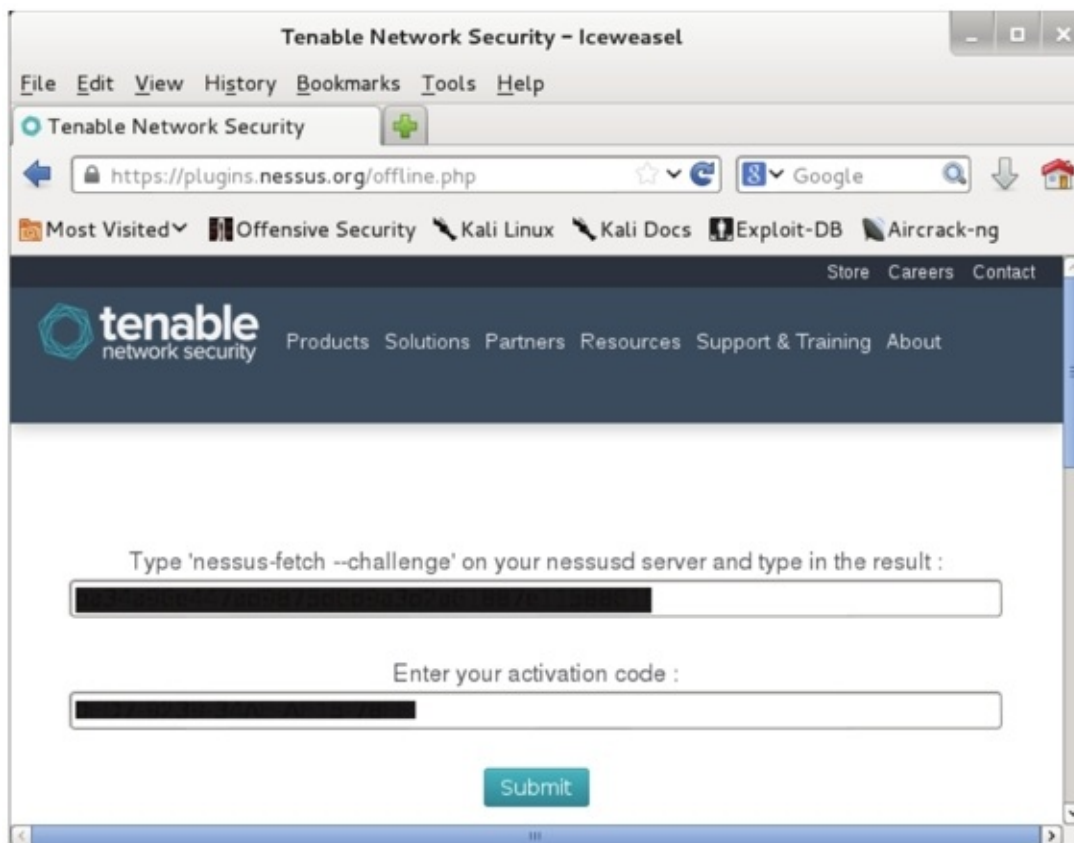 Tenable Network Security - Iceweasel
File Edit View History Bookmarks Tools Help
Tenable Network Security
https://plugins.nessus.org/offline.php
8 Google
Most Visited Offensive Security Kali Linux Kali Docs Exploit-DB Aircrack-ng
Store Careers Contact
tenable
network security
Products Solutions Partners Resources Support & Training About
Type 'nessus-fetch --challenge' on your nessusd server and type in the result :
Enter your activation code :
Submit